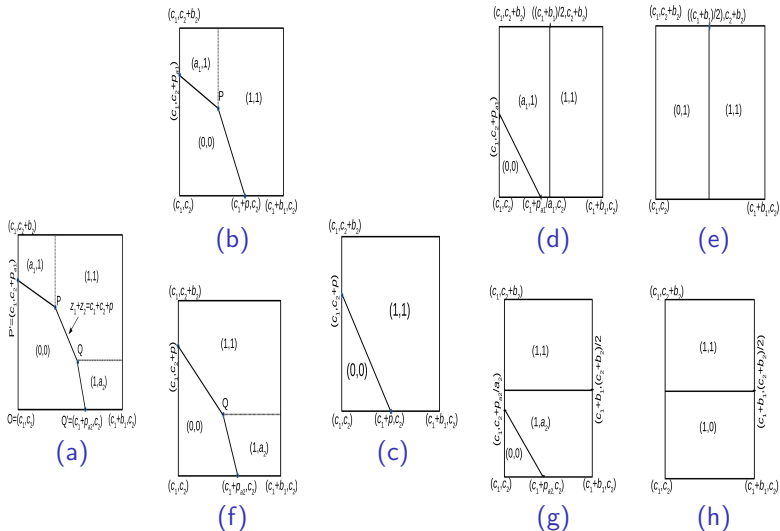 (c₁,c₂+b₂)
(c₁,c₂+p_a1)
(a₁,1)
P
(1,1)
(0,0)
(c₁,c₂)
(c₁+p,c₂)
(c₁+b₁,c₂)
(b)
(c₁,c₂+b₂)
((c₁+b₁)/2,c₂+b₂)
(c₁,c₂+p_a1)
(a₁,1)
(1,1)
(0,0)
(c₁,c₂)
(c₁+p_a1/a₁,c₂)
(c₁+b₁,c₂)
(d)
(c₁,c₂+b₂)
((c₁+b₁)/2),c₂+b₂)
(0,1)
(1,1)
(c₁,c₂)
(c₁+b₁,c₂)
(e)
(c₁,c₂+b₂)
P'=(c₁,c₂+p_a1)
(a₁,1)
(1,1)
P
z₁+z₂=c₁+c₂+p
(0,0)
Q
(1,a₂)
O=(c₁,c₂)
Q'=(c₁+p_a2,c₂)
(c₁+b₁,c₂)
(a)
(c₁,c₂+b₂)
(c₁,c₂+p)
(1,1)
Q
(0,0)
(1,a₂)
(c₁,c₂)
(c₁+p_a2,c₂)
(c₁+b₁,c₂)
(f)
(c₁,c₂+b₂)
(c₁,c₂+p)
(1,1)
(0,0)
(c₁,c₂)
(c₁+p,c₂)
(c₁+b₁,c₂)
(c)
(c₁,c₂+b₂)
(c₁,c₂+p_a2/a₂)
(1,1)
(c₁+b₁,(c₂+b₂)/2
(1,a₂)
(0,0)
(c₁,c₂)
(c₁+p_a2,c₂)
(c₁+b₁,c₂)
(g)
(c₁,c₂+b₂)
(1,1)
(c₁+b₁,(c₂+b₂)/2)
(1,0)
(c₁,c₂)
(c₁+b₁,c₂)
(h)